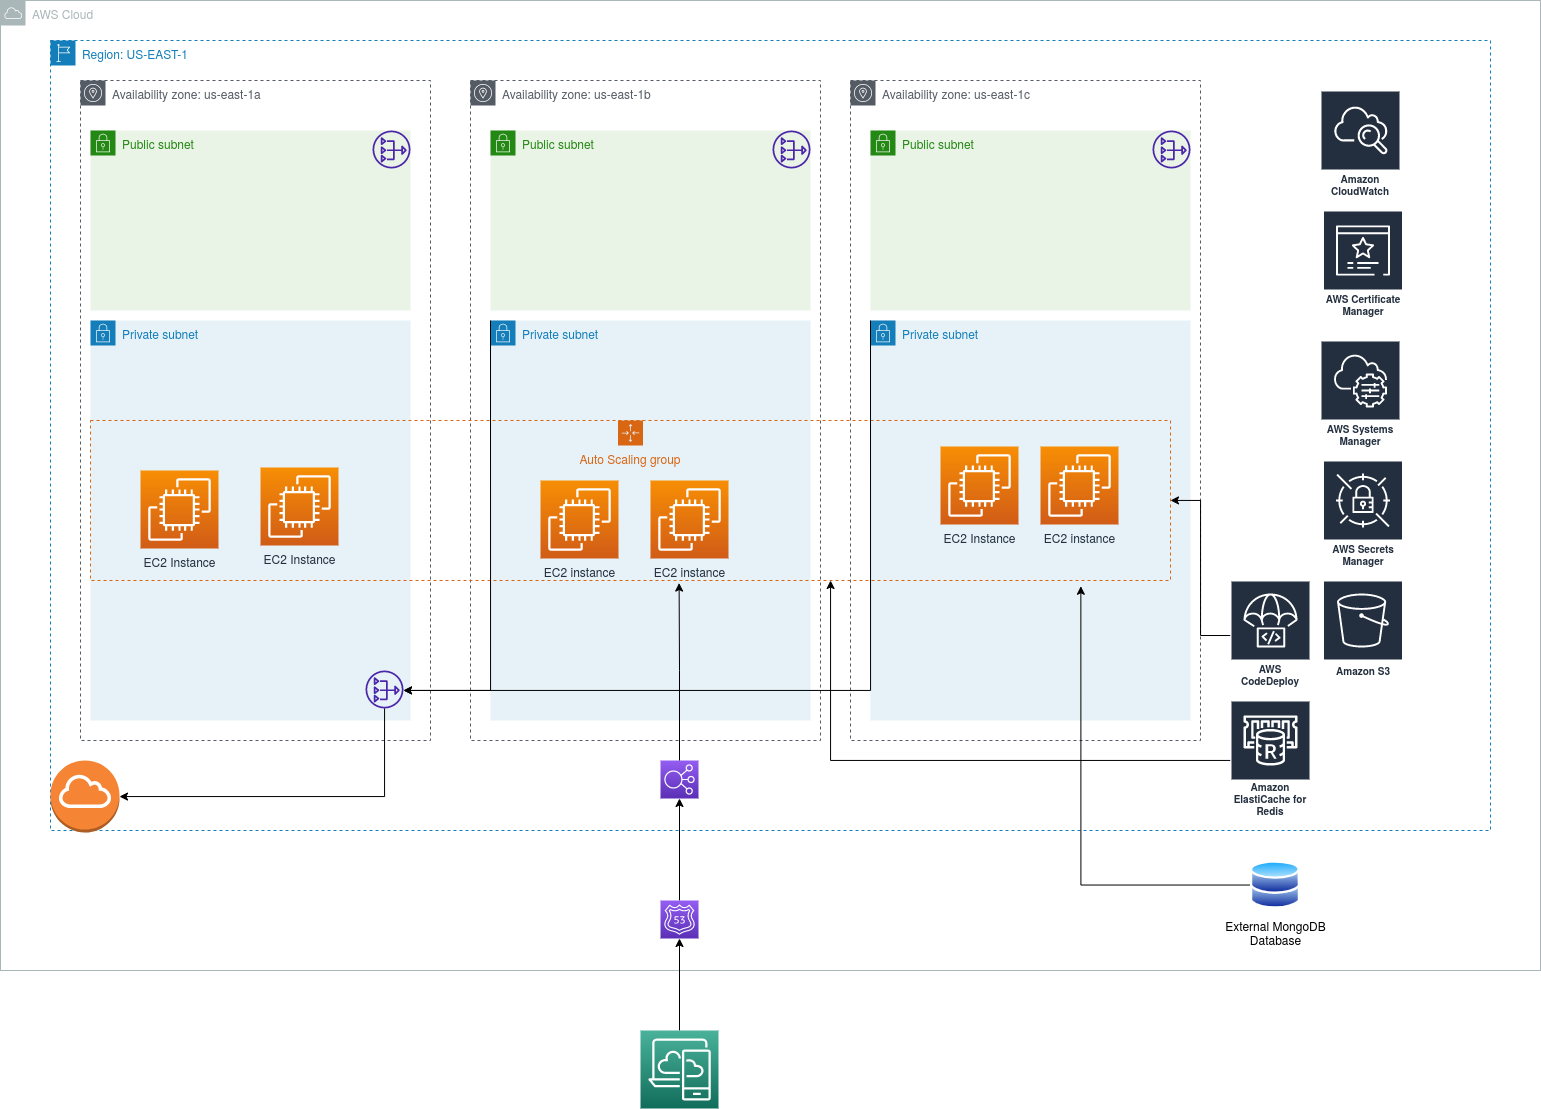 AWS Cloud
Region: US-EAST-1
Availability zone: us-east-1a
Availability zone: us-east-1b
Availability zone: us-east-1c
Public subnet
Public subnet
Public subnet
Amazon
CloudWatch
AWS Certificate
Manager
Private subnet
Private subnet
Private subnet
AWS Systems
Manager
Auto Scaling group
EC2 Instance
EC2 Instance
EC2 instance
EC2 instance
EC2 Instance
EC2 instance
AWS Secrets
Manager
AWS
CodeDeploy
Amazon S3
R
Amazon
ElastiCache for
Redis
53
External MongoDB
Database